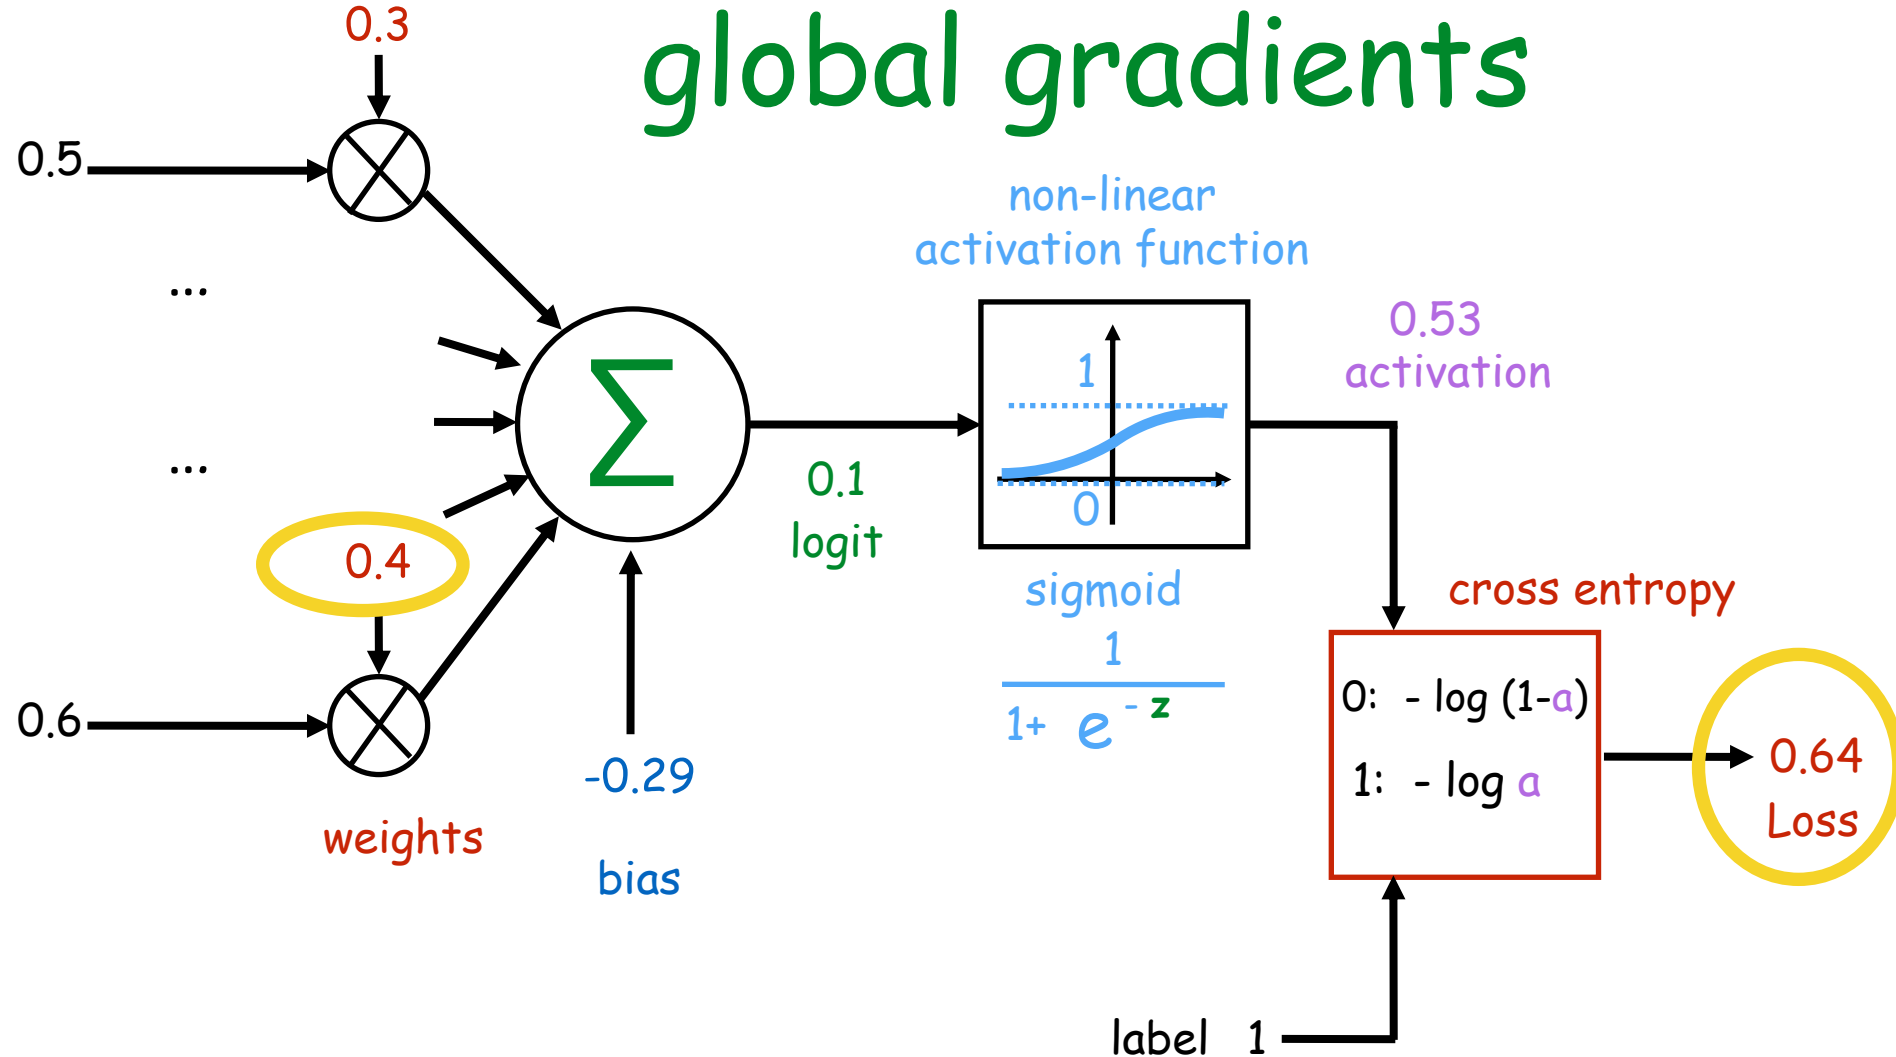 global gradients
0.3
0.5
...
...
0.4
0.6
weights
-0.29
bias
Σ
0.1
logit
non-linear
activation function
1
0
sigmoid
1
1+ e - z
0.53
activation
cross entropy
0: - log (1-a)
1: - log a
0.64
Loss
label 1